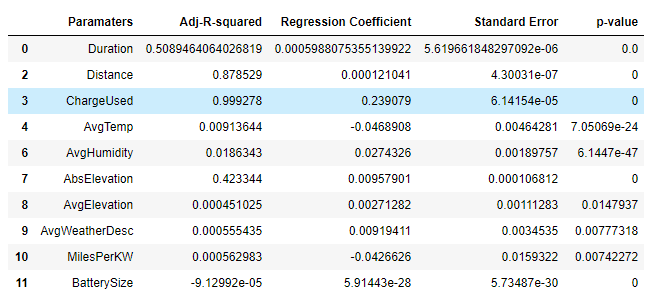 Paramaters Adj-R-squared Regression Coefficient Standard Error p-value
0 Duration 0.5089464064026819 0.0005988075355139922 5.619661848297092e-06 0.0
2 Distance 0.878529 0.000121041 4.30031e-07 0
3 ChargeUsed 0.999278 0.239079 6.14154e-05 0
4 AvgTemp 0.00913644 -0.0468908 0.00464281 7.05069e-24
6 AvgHumidity 0.0186343 0.0274326 0.00189757 6.1447e-47
7 AbsElevation 0.423344 0.00957901 0.000106812 0
8 AvgElevation 0.000451025 0.00271282 0.00111283 0.0147937
9 AvgWeatherDesc 0.000555435 0.00919411 0.0034535 0.00777318
10 MilesPerKW 0.000562983 -0.0426626 0.0159322 0.00742272
11 BatterySize -9.12992e-05 5.91443e-28 5.73487e-30 0